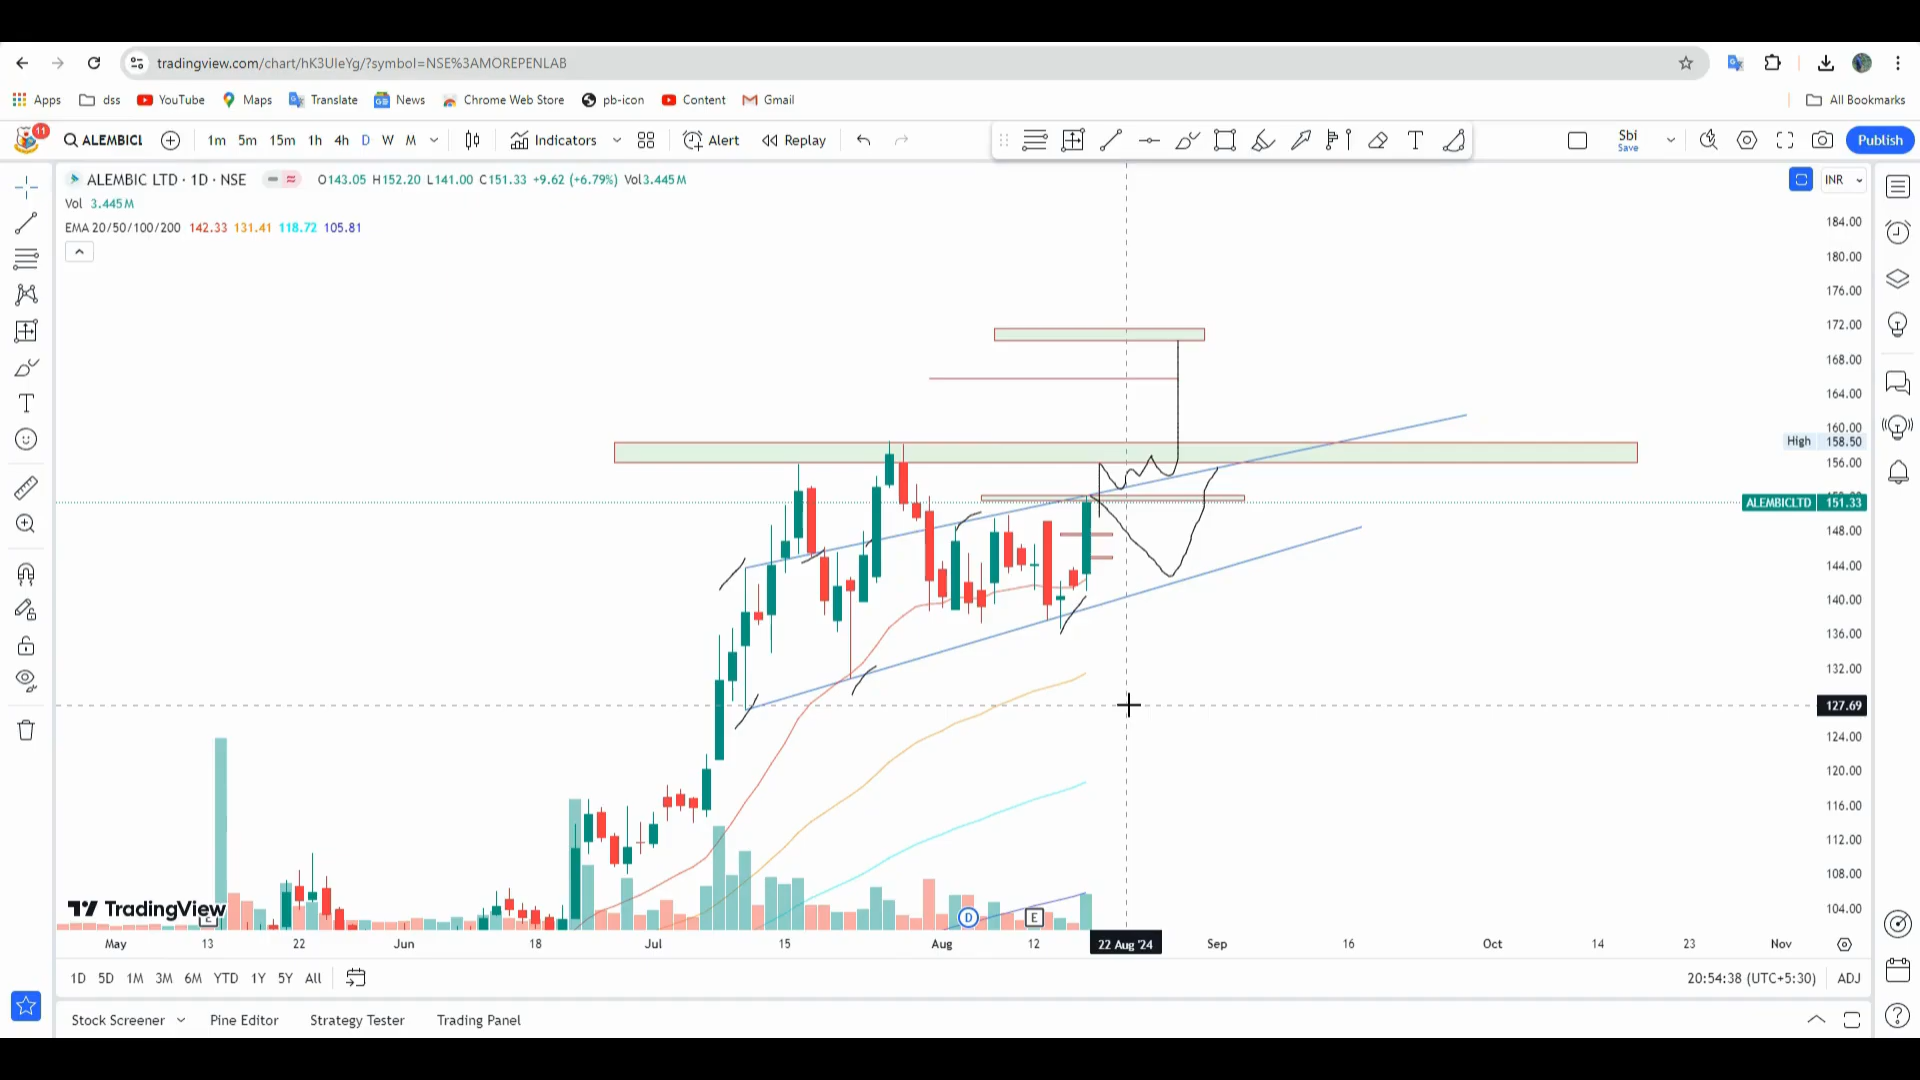 tradingview.com/chart/hK3UleYg/?symbol=NSE%3AMOREPENLAB
Apps dss YouTube Maps Translate News Chrome Web Store pb-icon Content Gmail All Bookmarks
11 ALEMBICL 1m 5m 15m 1h 4h D W M Indicators Alert Replay T Sbi Save Publish
ALEMBIC LTD · 1D · NSE O143.05 H152.20 L141.00 C151.33 +9.62 (+6.79%) Vol3.445M INR
Vol 3.445M
EMA 20/50/100/200 142.33 131.41 118.72 105.81
184.00
180.00
176.00
172.00
168.00
164.00
160.00
High 158.50
156.00
ALEMBICLTD 151.33
148.00
144.00
140.00
136.00
132.00
127.69
124.00
120.00
116.00
112.00
108.00
104.00
TradingView
D E
May 13 22 Jun 18 Jul 15 Aug 12 22 Aug '24 Sep 16 Oct 14 23 Nov
1D 5D 1M 3M 6M YTD 1Y 5Y All 20:54:38 (UTC+5:30) ADJ
Stock Screener Pine Editor Strategy Tester Trading Panel